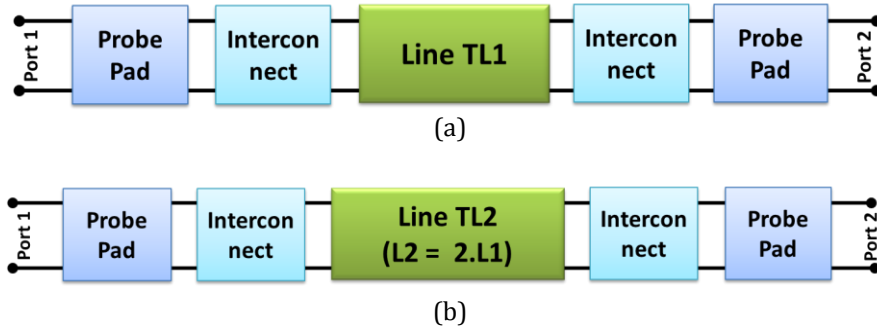 Port 1
Probe
Pad
Intercon
nect
Line TL1
Intercon
nect
Probe
Pad
Port 2
(a)
Port 1
Probe
Pad
Intercon
nect
Line TL2
(L2 = 2.L1)
Intercon
nect
Probe
Pad
Port 2
(b)